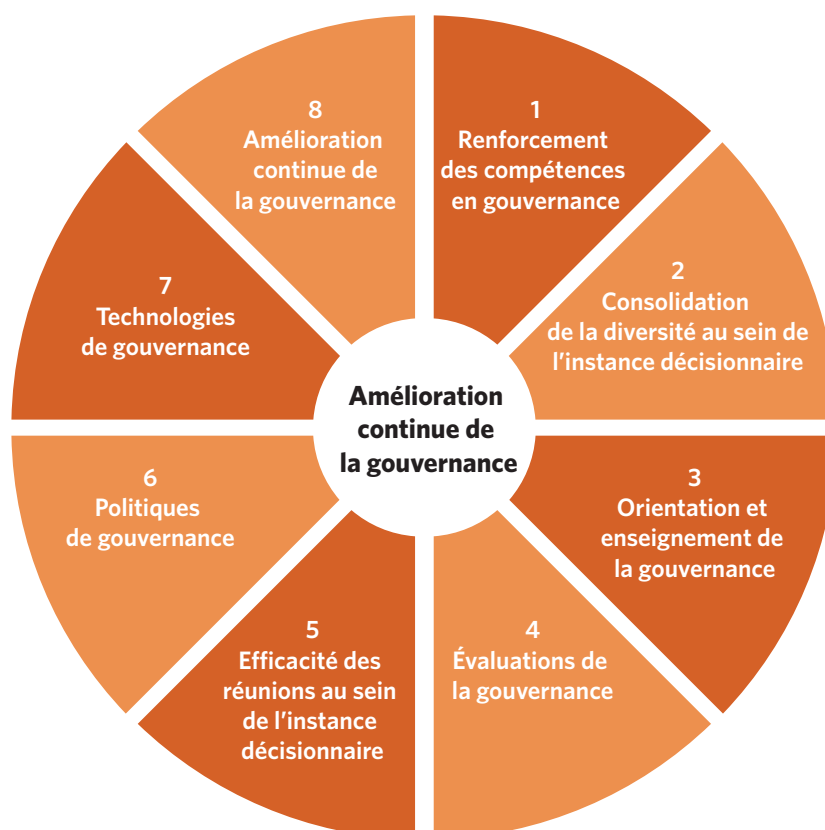 8
Amélioration
continue de
la gouvernance
1
Renforcement
des compétences
en gouvernance
2
Consolidation
de la diversité au sein de
l'instance décisionnaire
3
Orientation et
enseignement de
la gouvernance
4
Évaluations de
la gouvernance
5
Efficacité des
réunions au sein
de l'instance
décisionnaire
6
Politiques
de gouvernance
7
Technologies
de gouvernance
Amélioration
continue de
la gouvernance